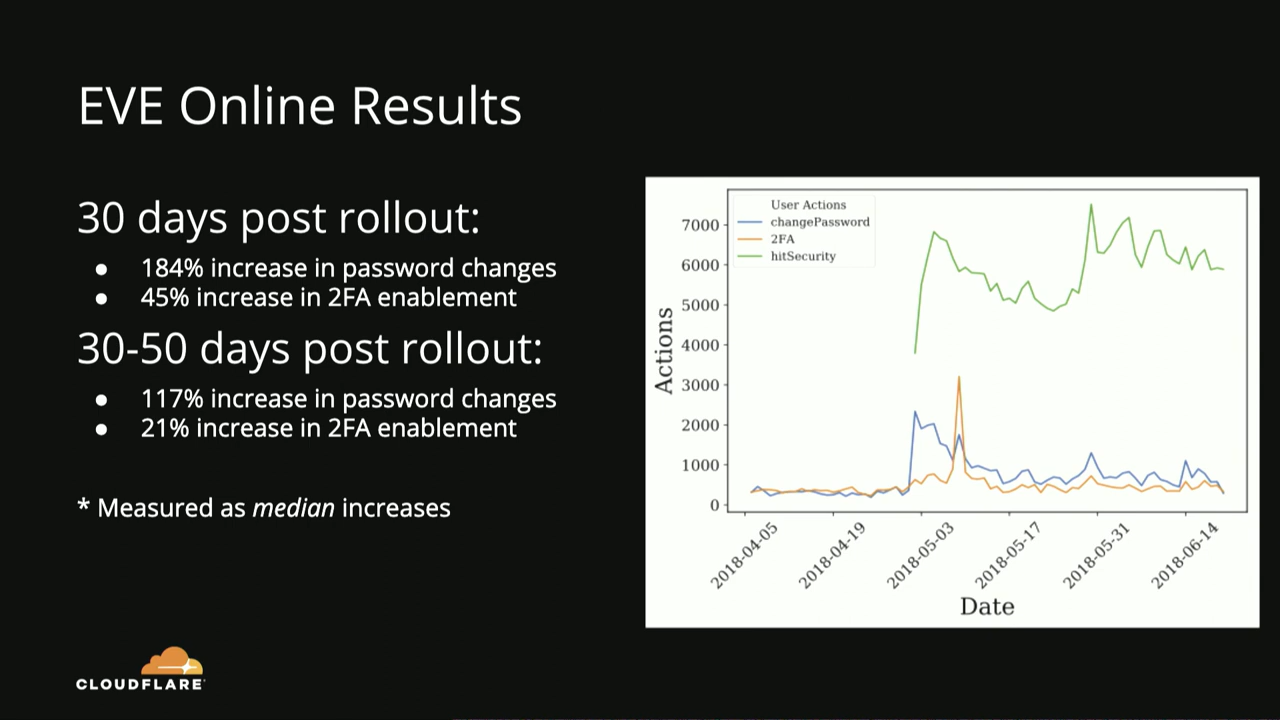 EVE Online Results
30 days post rollout:
● 184% increase in password changes
● 45% increase in 2FA enablement
30-50 days post rollout:
● 117% increase in password changes
● 21% increase in 2FA enablement
* Measured as median increases
CLOUDFLARE
User Actions
changePassword
2FA
hitSecurity
Actions
7000
6000
5000
4000
3000
2000
1000
0
2018-04-05
2018-04-19
2018-05-03
2018-05-17
2018-05-31
2018-06-14
Date